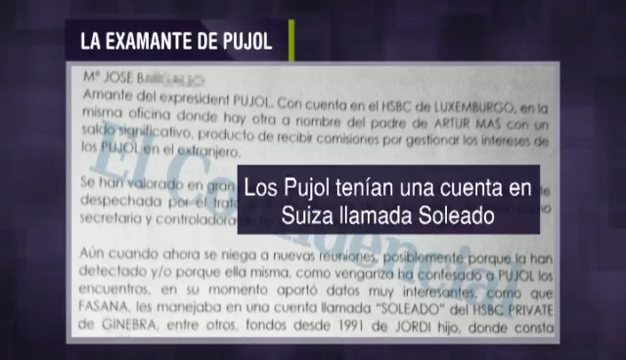 LA EXAMANTE DE PUJOL
Mª JOSE
Amante del expresident PUJOL. Con cuenta en el HSBC de LUXEMBURGO, en la
misma oficina donde hay otra a nombre del padre de ARTUR MAS con un
saldo significativo, producto de recibir comisiones por gestionar los intereses de
los PUJOL en el extranjero.
Se han valorado en gran
despechada por el
secretaria y controladora
Los Pujol tenían una cuenta en
Suiza llamada Soleado
Aún cuando ahora se niega a nuevas reuniones, posiblemente porque la han
detectado y/o porque ella misma, como venganza ha confesado a PUJOL los
encuentros, en su momento aportó datos muy interesantes, como que
FASANA, les manejaba en una cuenta llamada "SOLEADO" del HSBC PRIVATE
de GINEBRA, entre otros, fondos desde 1991 de JORDI hijo, donde consta
El Confidencial